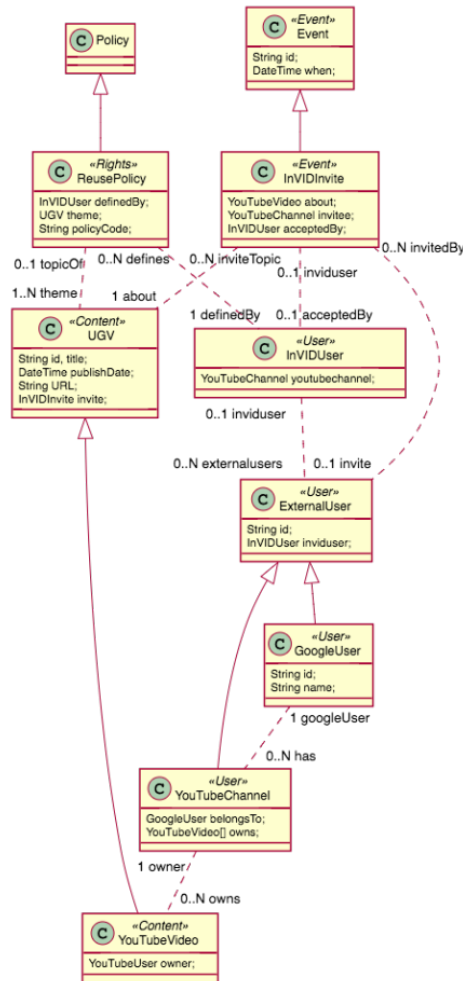 «Event»
C Policy
C Event
String id;
DateTime when;
«Rights»
C ReusePolicy
InVIDUser definedBy;
UGV theme;
String policyCode;
«Event»
C InVIDInvite
YouTubeVideo about;
YouTubeChannel invitee;
InVIDUser acceptedBy;
0..1 topicOf
0..N defines
0..N inviteTopic
0..N invitedBy
0..1 inviduser
1..N theme
1 about
1 definedBy
0..1 acceptedBy
«Content»
C UGV
String id, title;
DateTime publishDate;
String URL;
InVIDInvite invite;
«User»
C InVIDUser
YouTubeChannel youtubechannel;
0..1 inviduser
0..N externalusers
0..1 invite
«User»
C ExternalUser
String id;
InVIDUser inviduser;
«User»
C GoogleUser
String id;
String name;
1 googleUser
0..N has
«User»
C YouTubeChannel
GoogleUser belongsTo;
YouTubeVideo[] owns;
1 owner
0..N owns
«Content»
C YouTubeVideo
YouTubeUser owner;